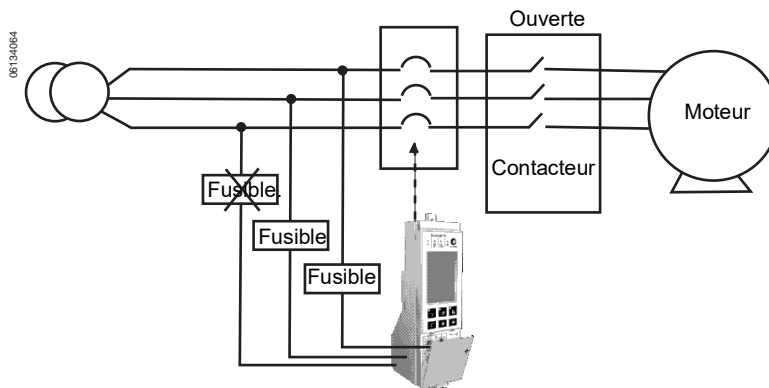 06134064
Ouverte
Moteur
Contacteur
Fusible.
Fusible
Fusible